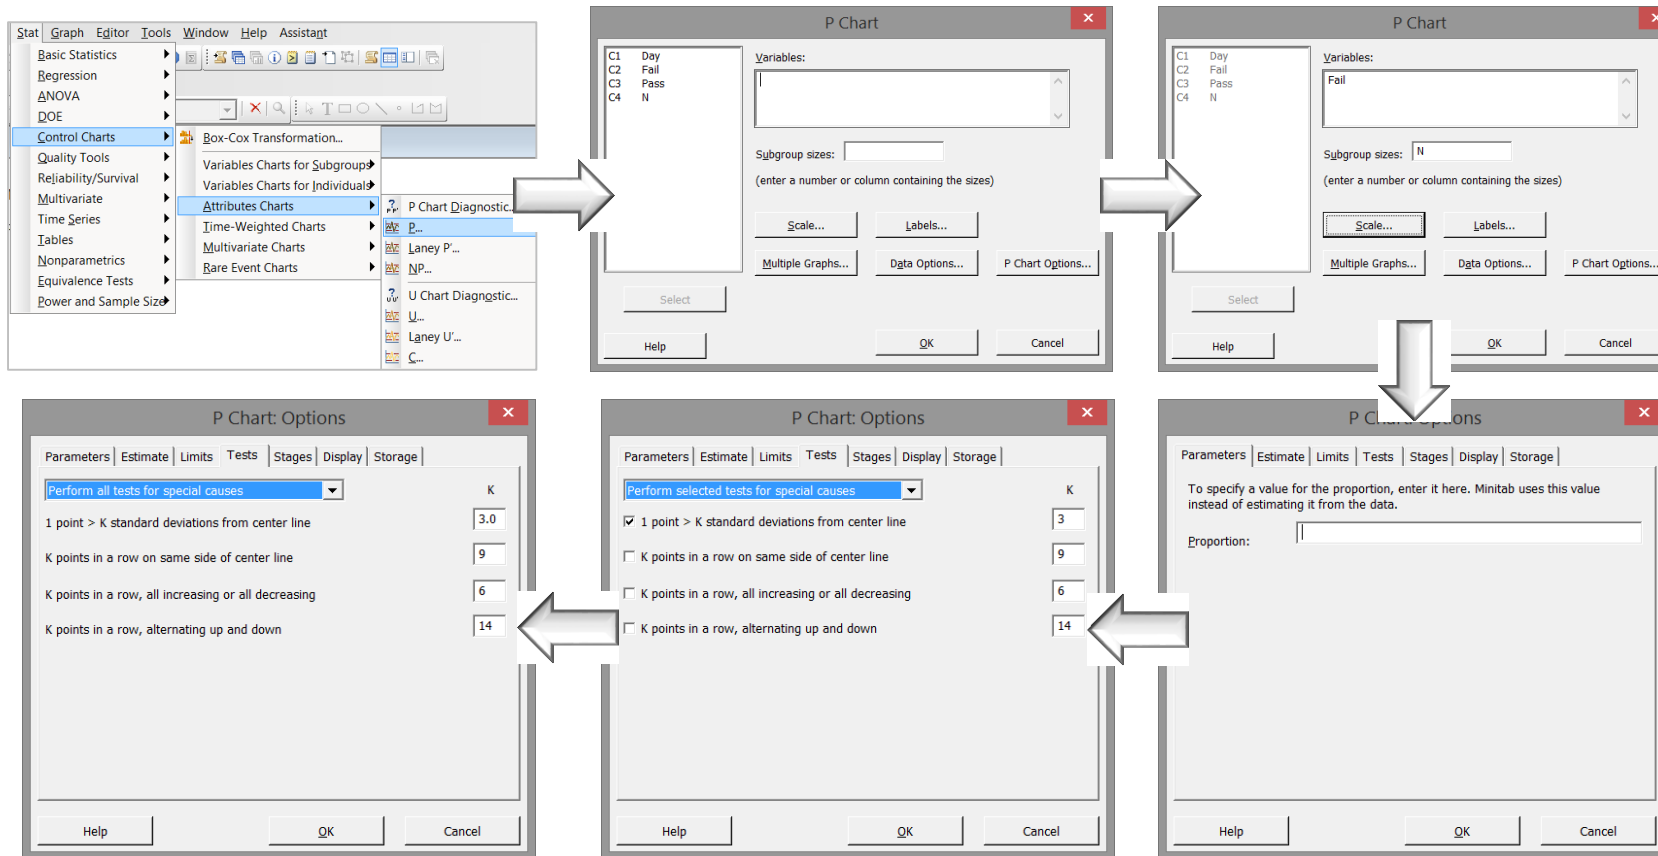 Stat Graph Editor Tools Window Help Assistant
Basic Statistics
Regression
ANOVA
DOE
Control Charts
Quality Tools
Reliability/Survival
Multivariate
Time Series
Tables
Nonparametrics
Equivalence Tests
Power and Sample Size
Box-Cox Transformation...
Variables Charts for Subgroups
Variables Charts for Individuals
Attributes Charts
Time-Weighted Charts
Multivariate Charts
Rare Event Charts
P Chart Diagnostic...
P...
Laney P'...
NP...
U Chart Diagnostic...
U...
Laney U'...
C...
P Chart
C1 Day
C2 Fail
C3 Pass
C4 N
Variables:
Subgroup sizes:
(enter a number or column containing the sizes)
Scale... Labels...
Multiple Graphs... Data Options... P Chart Options...
Select
Help OK Cancel
P Chart
C1 Day
C2 Fail
C3 Pass
C4 N
Variables:
Fail
Subgroup sizes: N
(enter a number or column containing the sizes)
Scale... Labels...
Multiple Graphs... Data Options... P Chart Options...
Select
Help OK Cancel
P Chart: Options
Parameters Estimate Limits Tests Stages Display Storage
Perform all tests for special causes K
1 point > K standard deviations from center line 3.0
K points in a row on same side of center line 9
K points in a row, all increasing or all decreasing 6
K points in a row, alternating up and down 14
Help OK Cancel
P Chart: Options
Parameters Estimate Limits Tests Stages Display Storage
Perform selected tests for special causes K
1 point > K standard deviations from center line 3
K points in a row on same side of center line 9
K points in a row, all increasing or all decreasing 6
K points in a row, alternating up and down 14
Help OK Cancel
P Chart: Options
Parameters Estimate Limits Tests Stages Display Storage
To specify a value for the proportion, enter it here. Minitab uses this value
instead of estimating it from the data.
Proportion:
Help OK Cancel